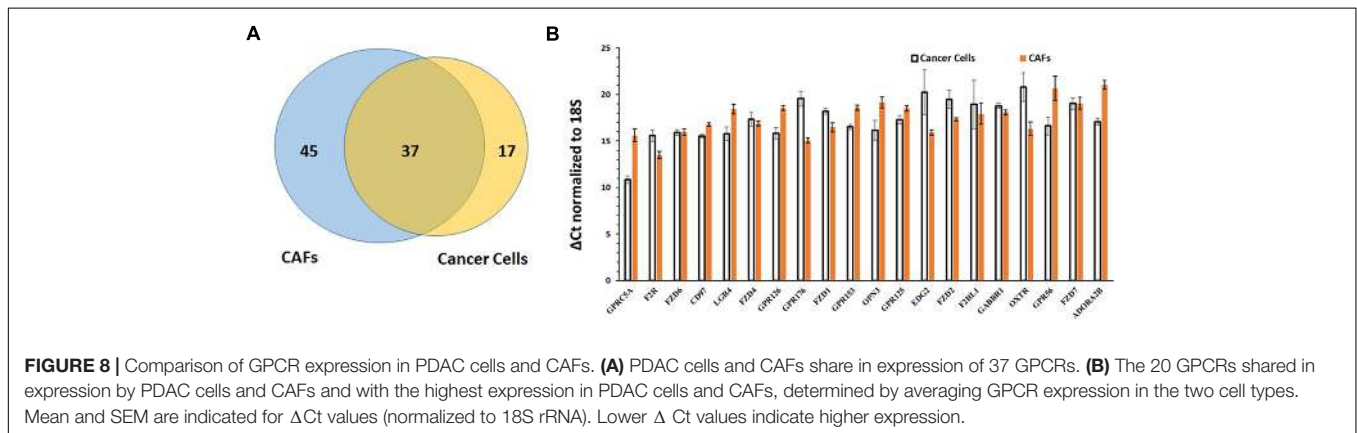 A
B
45
37
17
CAFs
Cancer Cells
ΔCt normalized to 18S
25
20
15
10
5
0
Cancer Cells
CAFs
GPRC5A
F2R
FZD6
CD97
LGR4
FZD4
GPR126
GPR176
FZD1
GPR153
OPN3
GPR125
EDG2
FZD2
F2RL1
GABBR1
OXTR
GPR56
FZD7
ADORA2B
FIGURE 8 | Comparison of GPCR expression in PDAC cells and CAFs. (A) PDAC cells and CAFs share in expression of 37 GPCRs. (B) The 20 GPCRs shared in
expression by PDAC cells and CAFs and with the highest expression in PDAC cells and CAFs, determined by averaging GPCR expression in the two cell types.
Mean and SEM are indicated for ΔCt values (normalized to 18S rRNA). Lower Δ Ct values indicate higher expression.